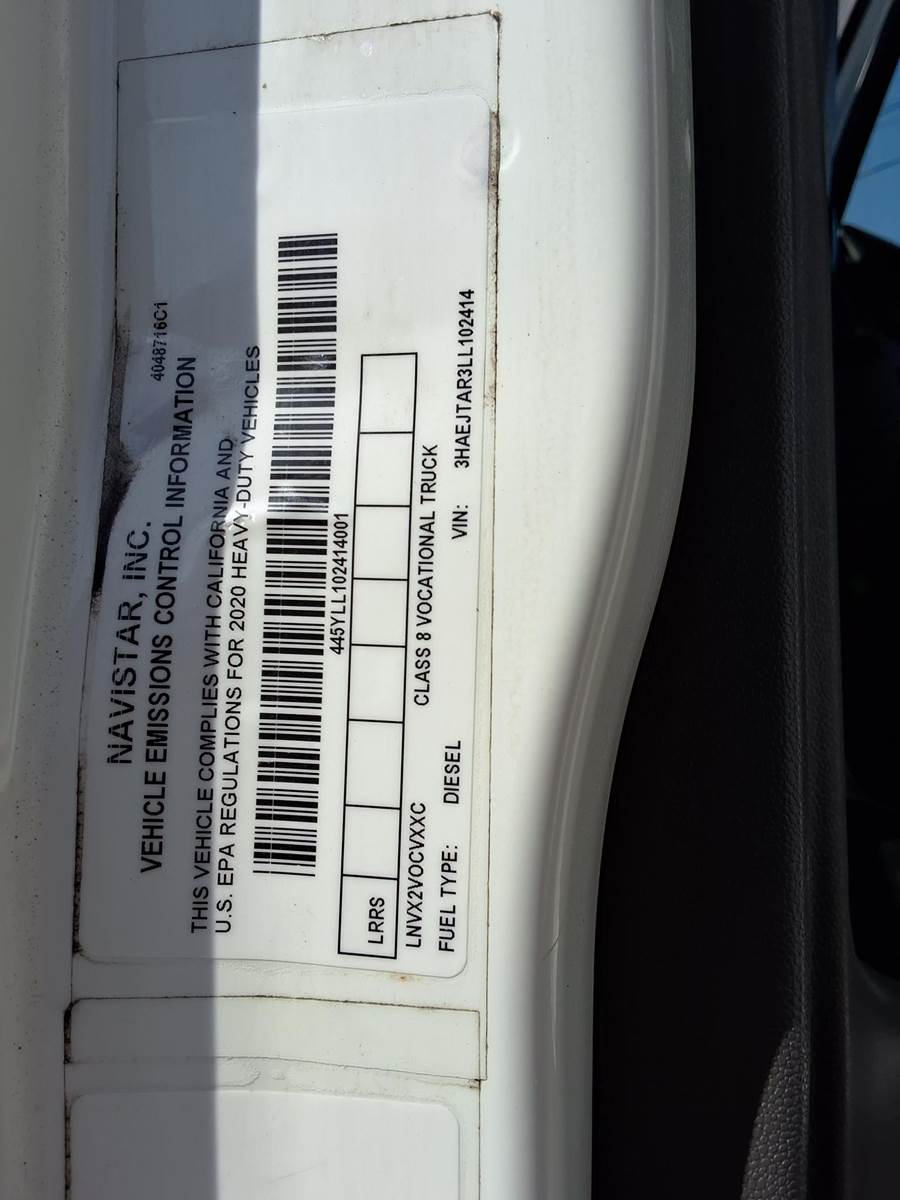 4048716C1
NAVISTAR, INC.
VEHICLE EMISSIONS CONTROL INFORMATION
THIS VEHICLE COMPLIES WITH CALIFORNIA AND
U.S. EPA REGULATIONS FOR 2020 HEAVY-DUTY VEHICLES
445YLL102414001
LRRS
LNVX2VOCVXXC CLASS 8 VOCATIONAL TRUCK
FUEL TYPE: DIESEL VIN: 3HAEJTAR3LL102414